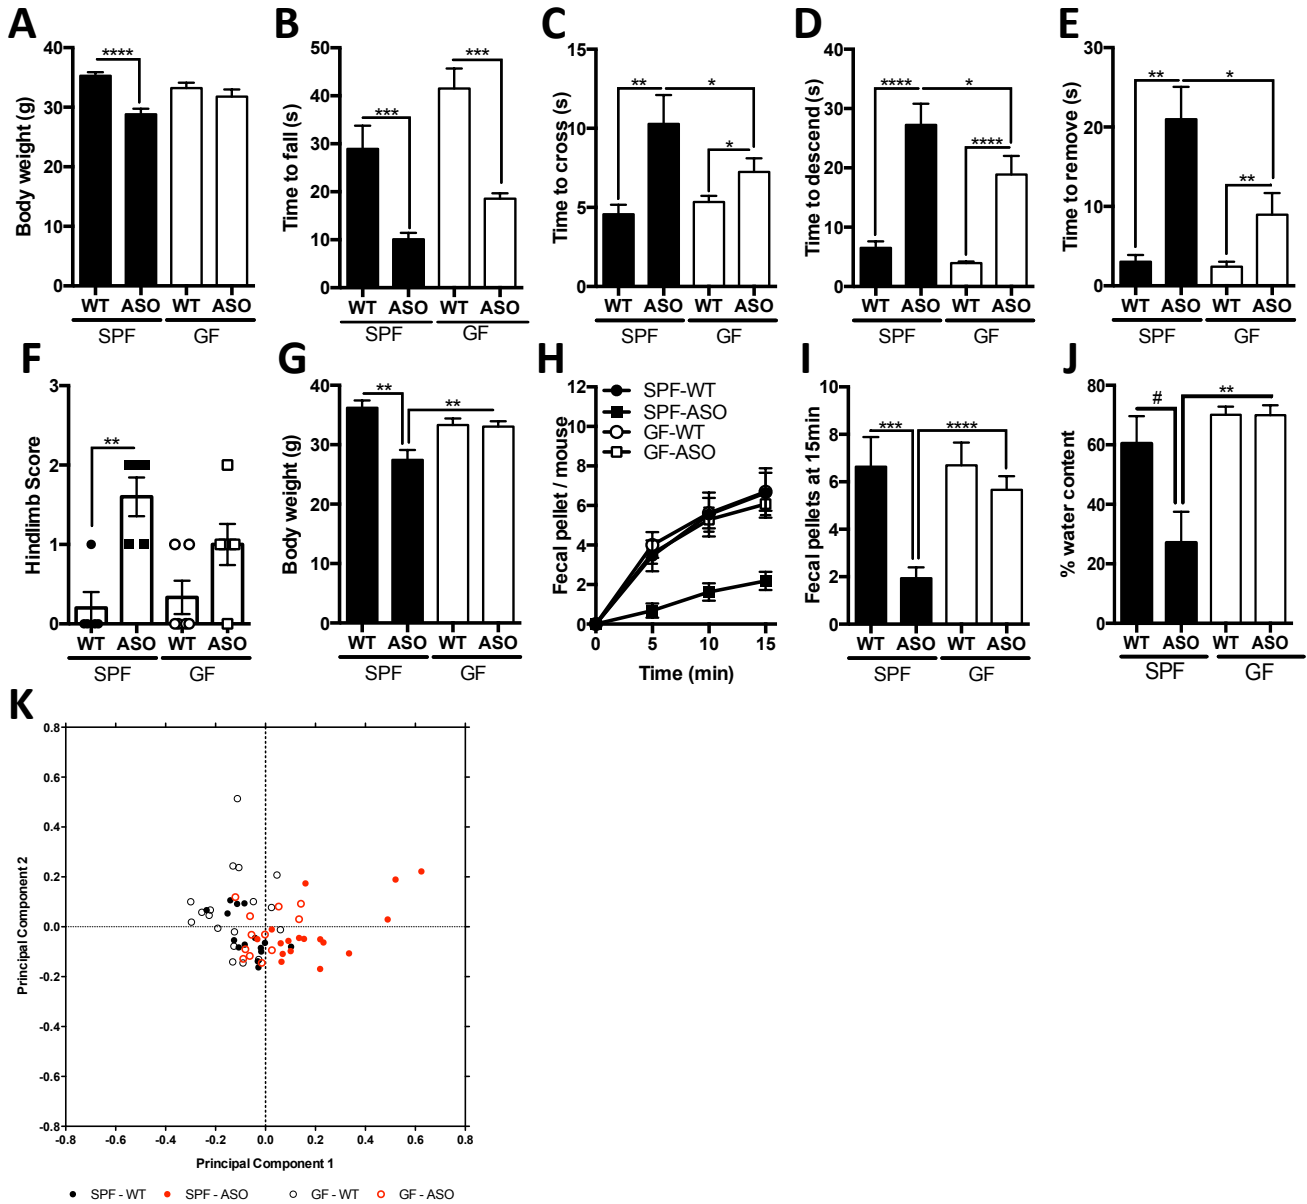 A
Body weight (g)
40
30
20
10
0
****
WT ASO WT ASO
SPF GF
B
Time to fall (s)
50
40
30
20
10
0
***
***
WT ASO WT ASO
SPF GF
C
Time to cross (s)
15
10
5
0
** *
*
WT ASO WT ASO
SPF GF
D
Time to descend (s)
40
30
20
10
0
**** *
****
WT ASO WT ASO
SPF GF
E
Time to remove (s)
30
20
10
0
** *
**
WT ASO WT ASO
SPF GF
F
Hindlimb Score
3
2
1
0
**
WT ASO WT ASO
SPF GF
G
Body weight (g)
40
30
20
10
0
**
**
WT ASO WT ASO
SPF GF
H
Fecal pellet / mouse
12
10
8
6
4
2
0
SPF-WT
SPF-ASO
GF-WT
GF-ASO
0 5 10 15
Time (min)
I
Fecal pellets at 15min
10
8
6
4
2
0
*** ****
WT ASO WT ASO
SPF GF
J
% water content
80
60
40
20
0
# **
WT ASO WT ASO
SPF GF
K
Principal Component 2
0.8
0.6
0.4
0.2
0.0
-0.2
-0.4
-0.6
-0.8
-0.8 -0.6 -0.4 -0.2 0.0 0.2 0.4 0.6 0.8
Principal Component 1
SPF - WT SPF - ASO GF - WT GF - ASO